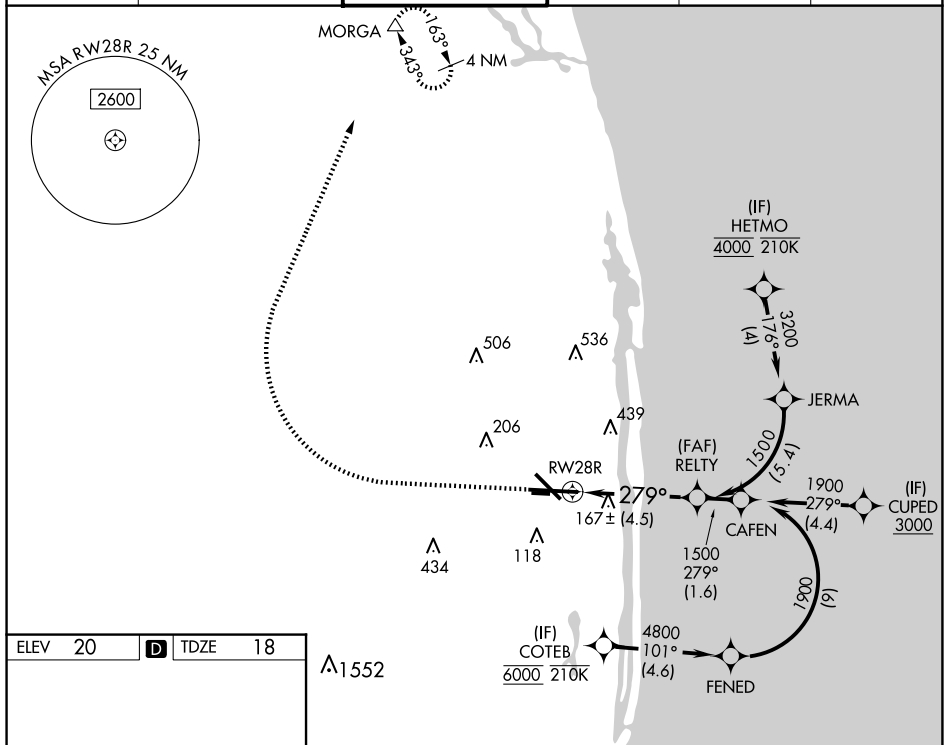 MORGA
163°
343°
4 NM
MSA RW28R 25 NM
2600
(IF)
HETMO
4000 210K
3200
176°
(4)
JERMA
506
536
439
206
1500
(5.4)
(FAF)
RELTY
RW28R
279°
1900
279°
(4.4)
(IF)
CUPED
3000
CAFEN
167± (4.5)
118
434
1500
279°
(1.6)
1900
(9)
(IF)
COTEB
6000 210K
4800
101°
(4.6)
FENED
ELEV 20 D TDZE 18
1552